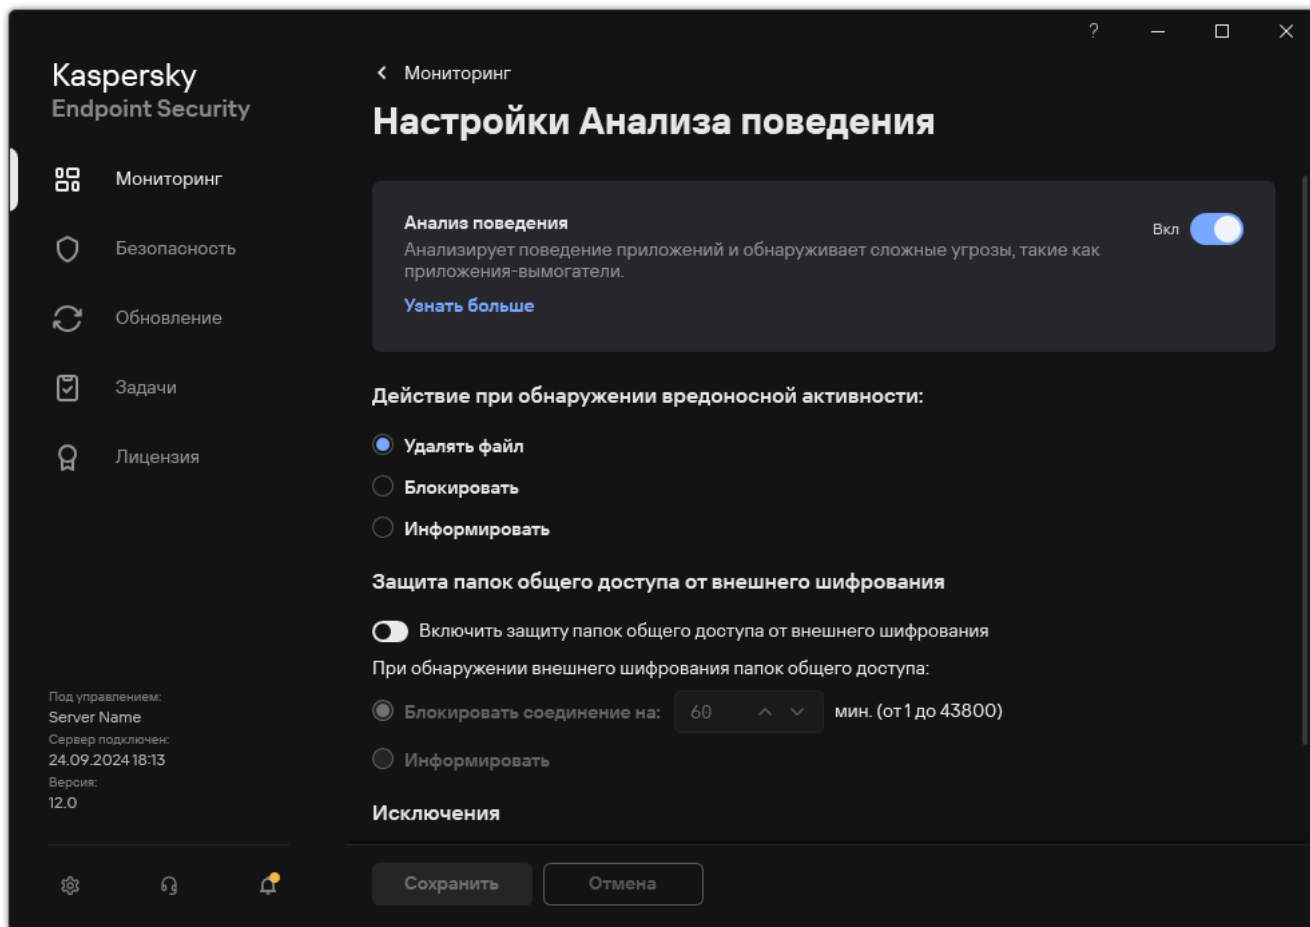 ?
Kaspersky
Endpoint Security
Мониторинг
Безопасность
Обновление
Задачи
Лицензия
Под управлением:
Server Name
Сервер подключен:
24.09.2024 18:13
Версия:
12.0
Мониторинг
Настройки Анализа поведения
Анализ поведения
Вкл
Анализирует поведение приложений и обнаруживает сложные угрозы, такие как
приложения-вымогатели.
Узнать больше
Действие при обнаружении вредоносной активности:
Удалять файл
Блокировать
Информировать
Защита папок общего доступа от внешнего шифрования
Включить защиту папок общего доступа от внешнего шифрования
При обнаружении внешнего шифрования папок общего доступа:
Блокировать соединение на: 60 мин. (от 1 до 43800)
Информировать
Исключения
Сохранить
Отмена